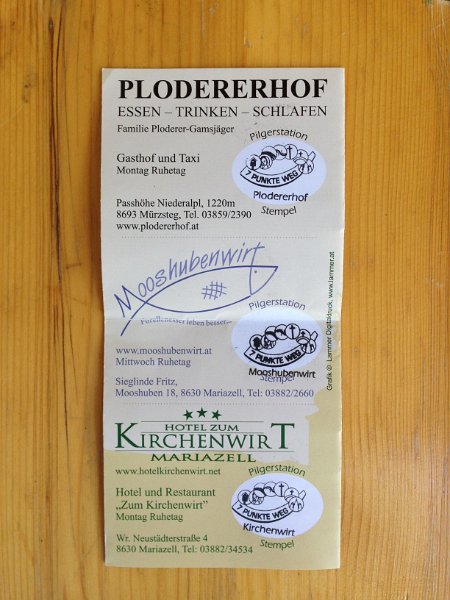 PLODERERHOF
ESSEN – TRINKEN – SCHLAFEN
Familie Ploderer-Gamsjäger
Pilgerstation
7 PUNKTE WEG
Plodererhof
Stempel
Gasthof und Taxi
Montag Ruhetag
Passhöhe Niederalpl, 1220m
8693 Mürzsteg, Tel. 03859/2390
www.plodererhof.at
Mooshubenwirt
Forellenesser leben besser...
Pilgerstation
7 PUNKTE WEG
Mooshubenwirt
Stempel
www.mooshubenwirt.at
Mittwoch Ruhetag
Sieglinde Fritz,
Mooshuben 18, 8630 Mariazell, Tel: 03882/2660
Grafik © Lammer Digitaldruck, www.lammer.at
HOTEL ZUM
KIRCHENWIRT
MARIAZELL
www.hotelkirchenwirt.net
Pilgerstation
7 PUNKTE WEG
Kirchenwirt
Stempel
Hotel und Restaurant
„Zum Kirchenwirt"
Montag Ruhetag
Wr. Neustädterstraße 4
8630 Mariazell, Tel: 03882/34534